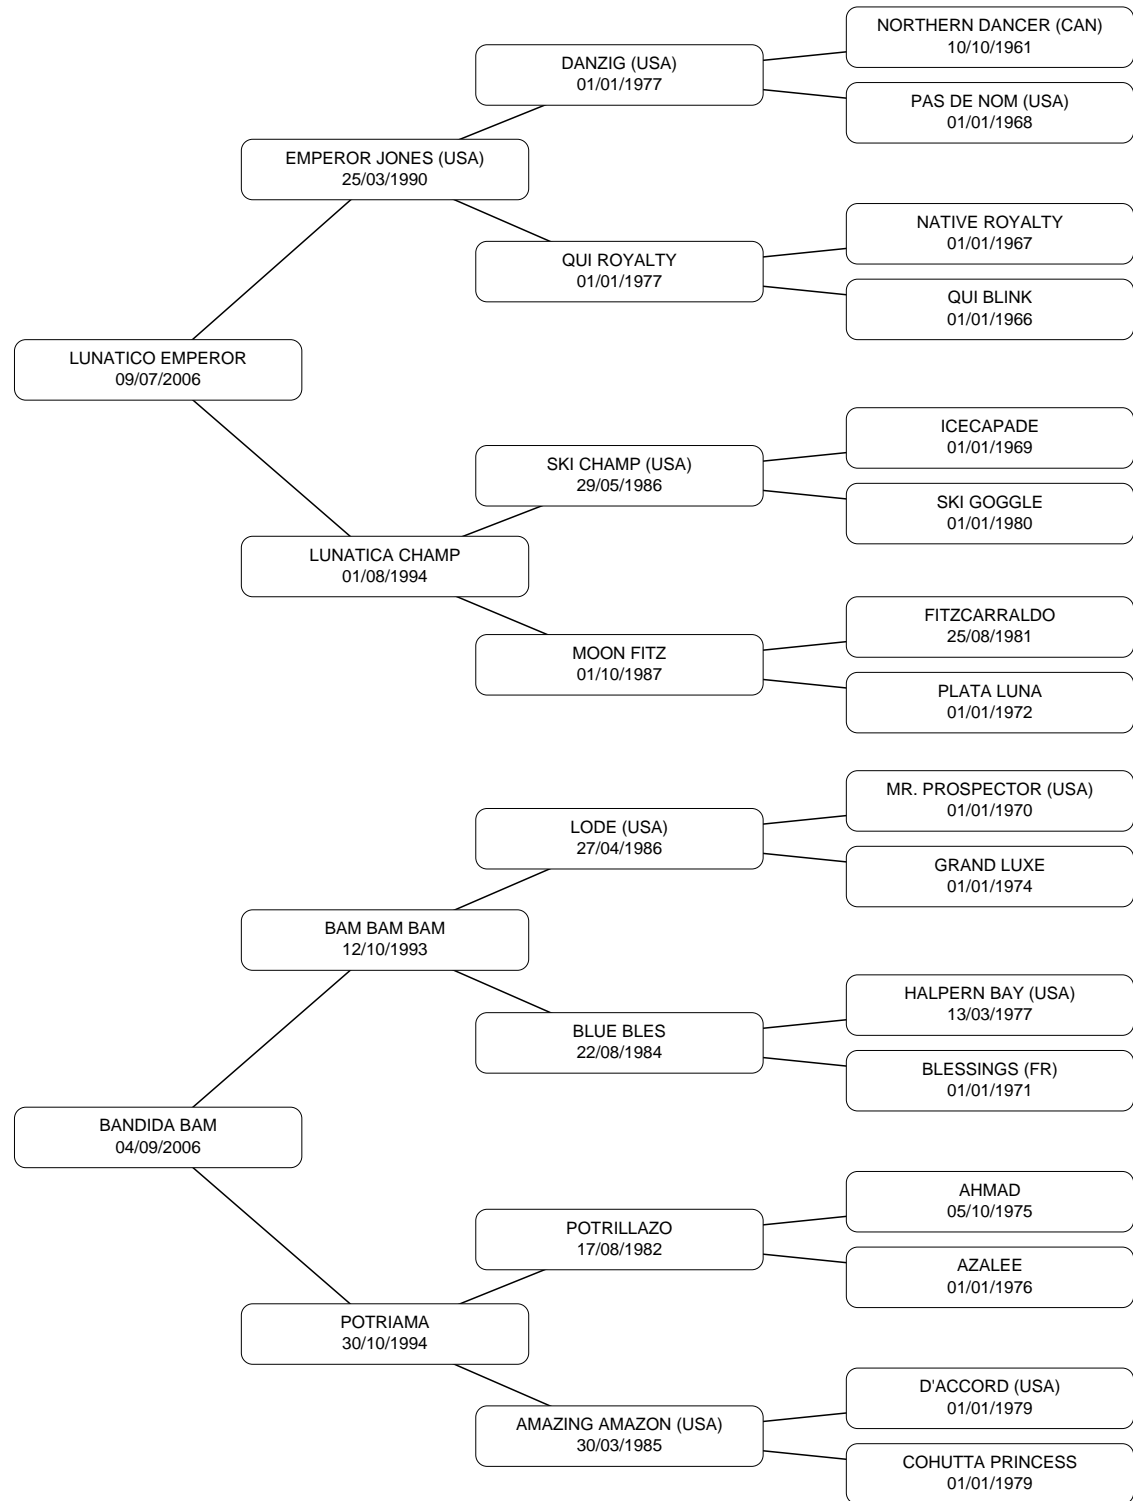 NORTHERN DANCER (CAN)
10/10/1961
DANZIG (USA)
01/01/1977
PAS DE NOM (USA)
01/01/1968
EMPEROR JONES (USA)
25/03/1990
NATIVE ROYALTY
01/01/1967
QUI ROYALTY
01/01/1977
QUI BLINK
01/01/1966
LUNATICO EMPEROR
09/07/2006
ICECAPADE
01/01/1969
SKI CHAMP (USA)
29/05/1986
SKI GOGGLE
01/01/1980
LUNATICA CHAMP
01/08/1994
FITZCARRALDO
25/08/1981
MOON FITZ
01/10/1987
PLATA LUNA
01/01/1972
MR. PROSPECTOR (USA)
01/01/1970
LODE (USA)
27/04/1986
GRAND LUXE
01/01/1974
BAM BAM BAM
12/10/1993
HALPERN BAY (USA)
13/03/1977
BLUE BLES
22/08/1984
BLESSINGS (FR)
01/01/1971
BANDIDA BAM
04/09/2006
AHMAD
05/10/1975
POTRILLAZO
17/08/1982
AZALEE
01/01/1976
POTRIAMA
30/10/1994
D'ACCORD (USA)
01/01/1979
AMAZING AMAZON (USA)
30/03/1985
COHUTTA PRINCESS
01/01/1979